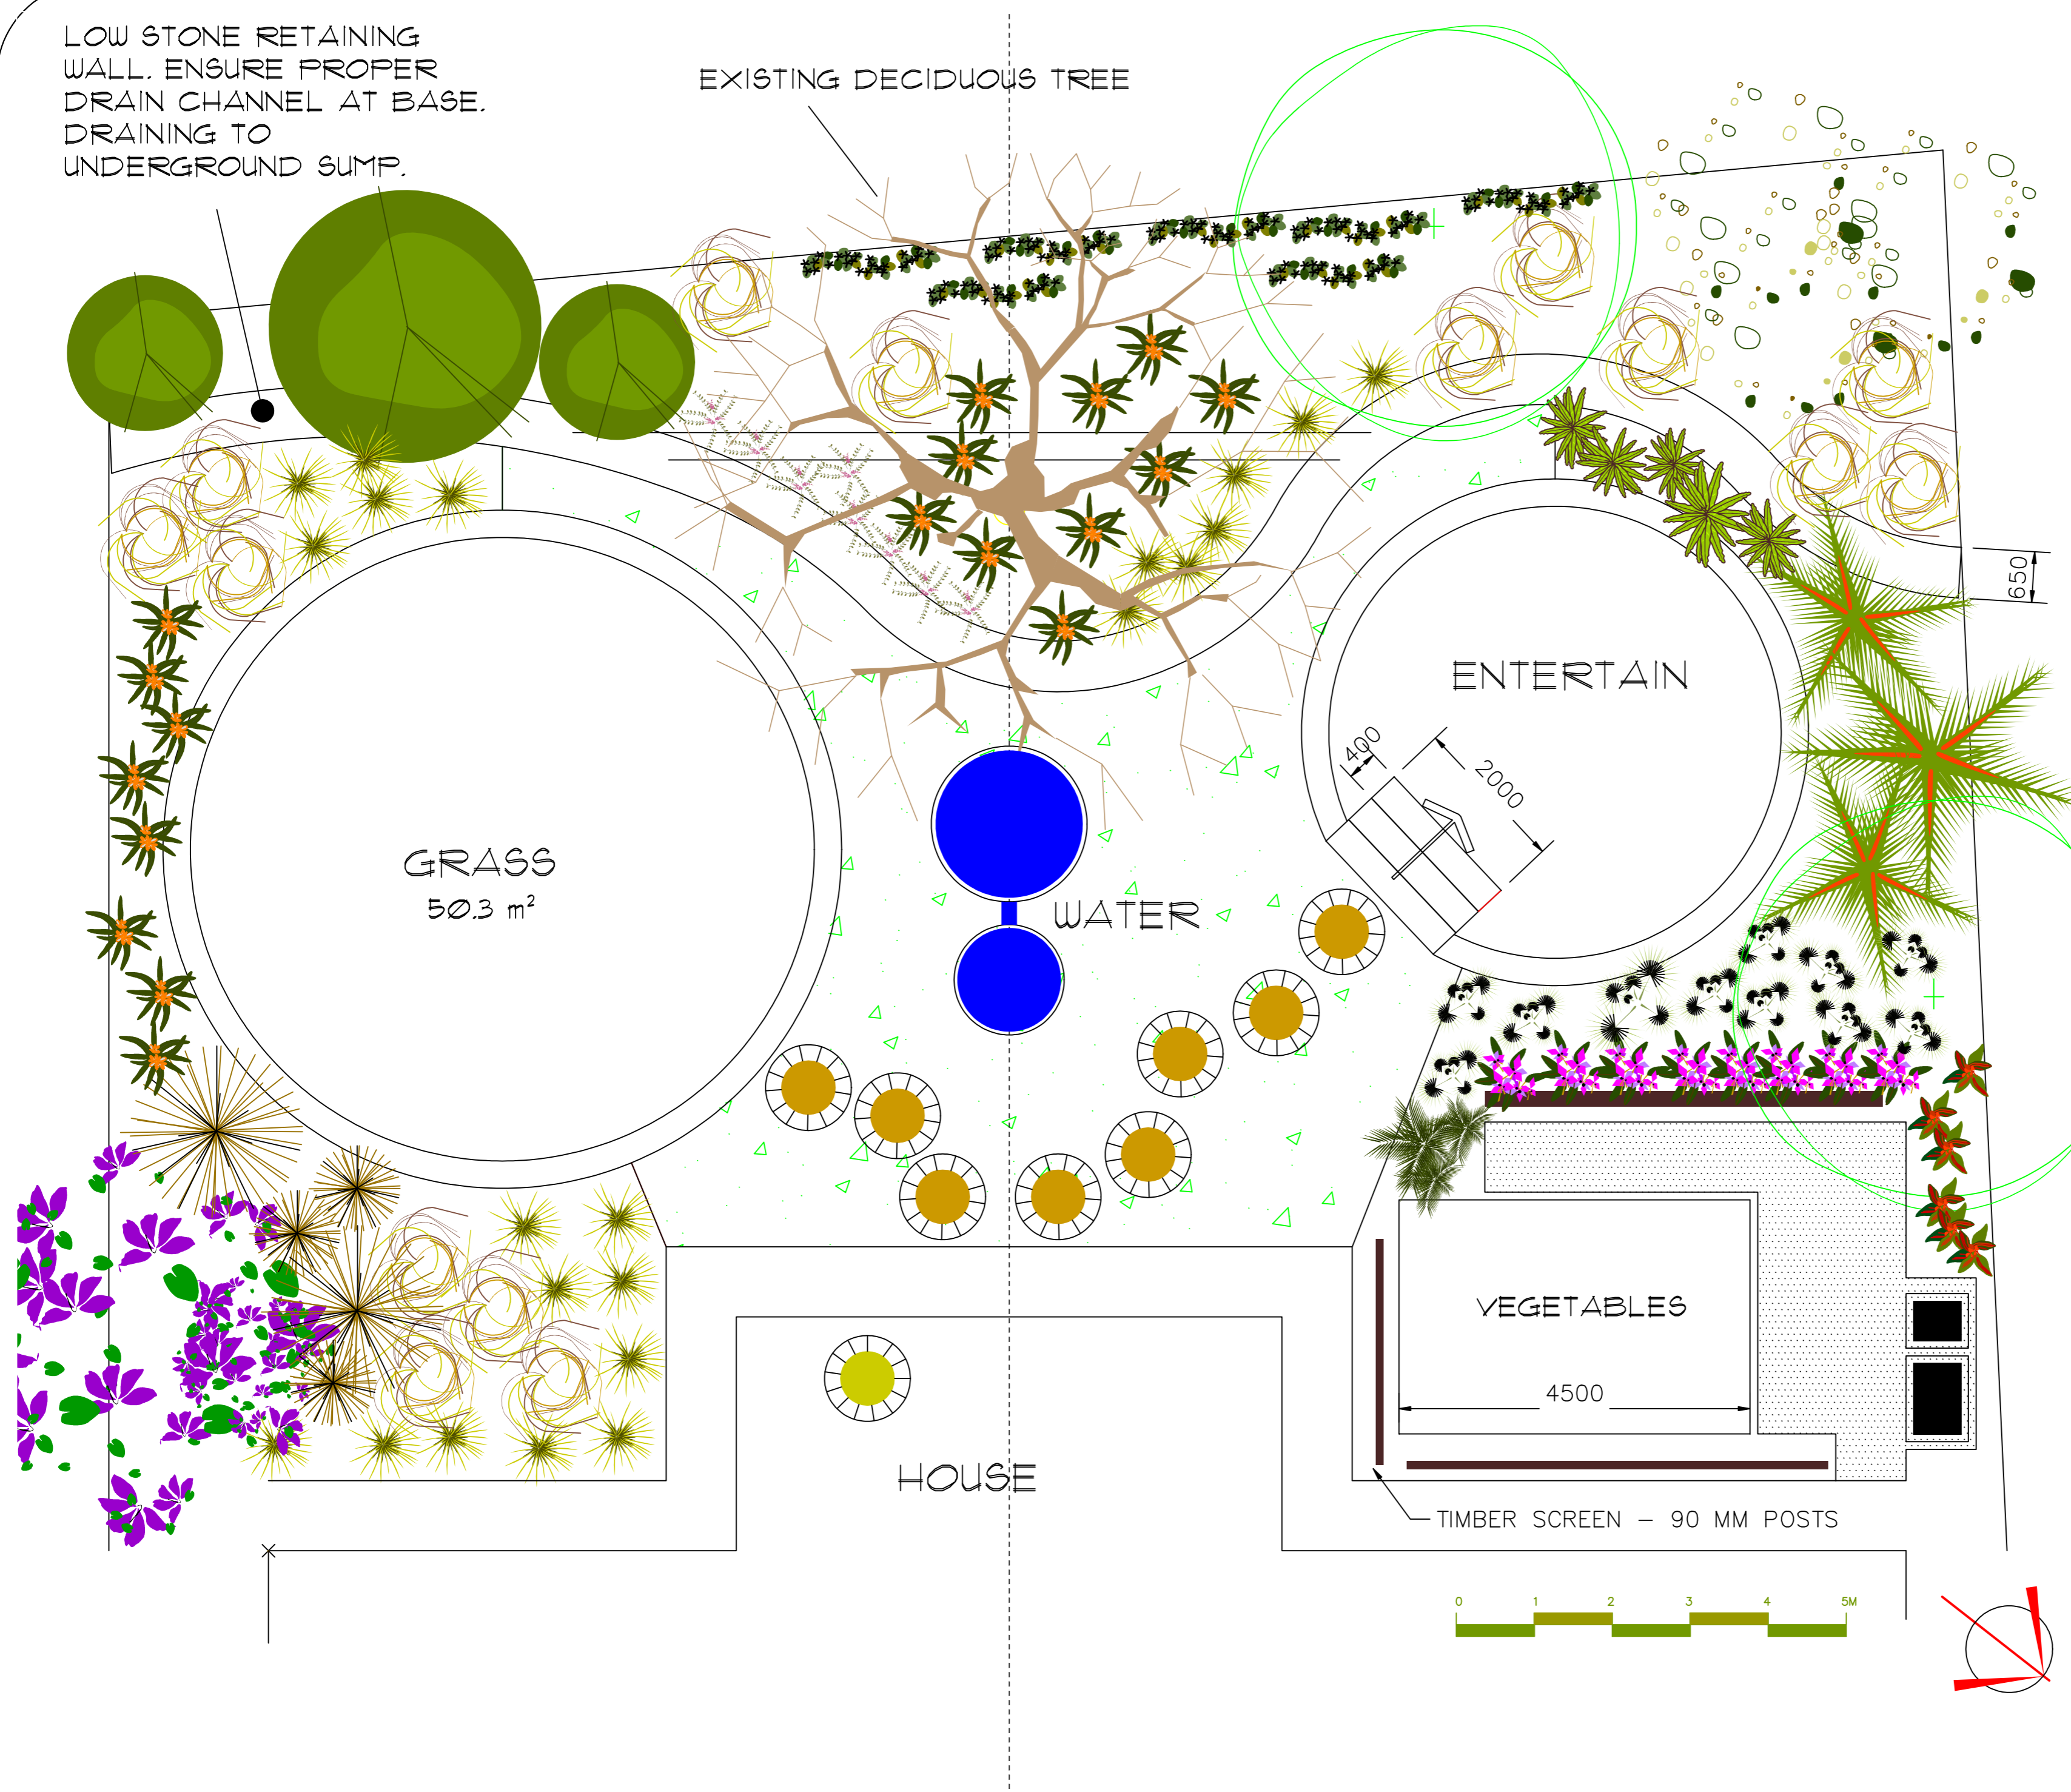 LOW STONE RETAINING
WALL. ENSURE PROPER
DRAIN CHANNEL AT BASE.
DRAINING TO
UNDERGROUND SUMP.
EXISTING DECIDUOUS TREE
650
ENTERTAIN
400
2000
GRASS
50.3 m²
WATER
VEGETABLES
4500
HOUSE
TIMBER SCREEN – 90 MM POSTS
0 1 2 3 4 5M